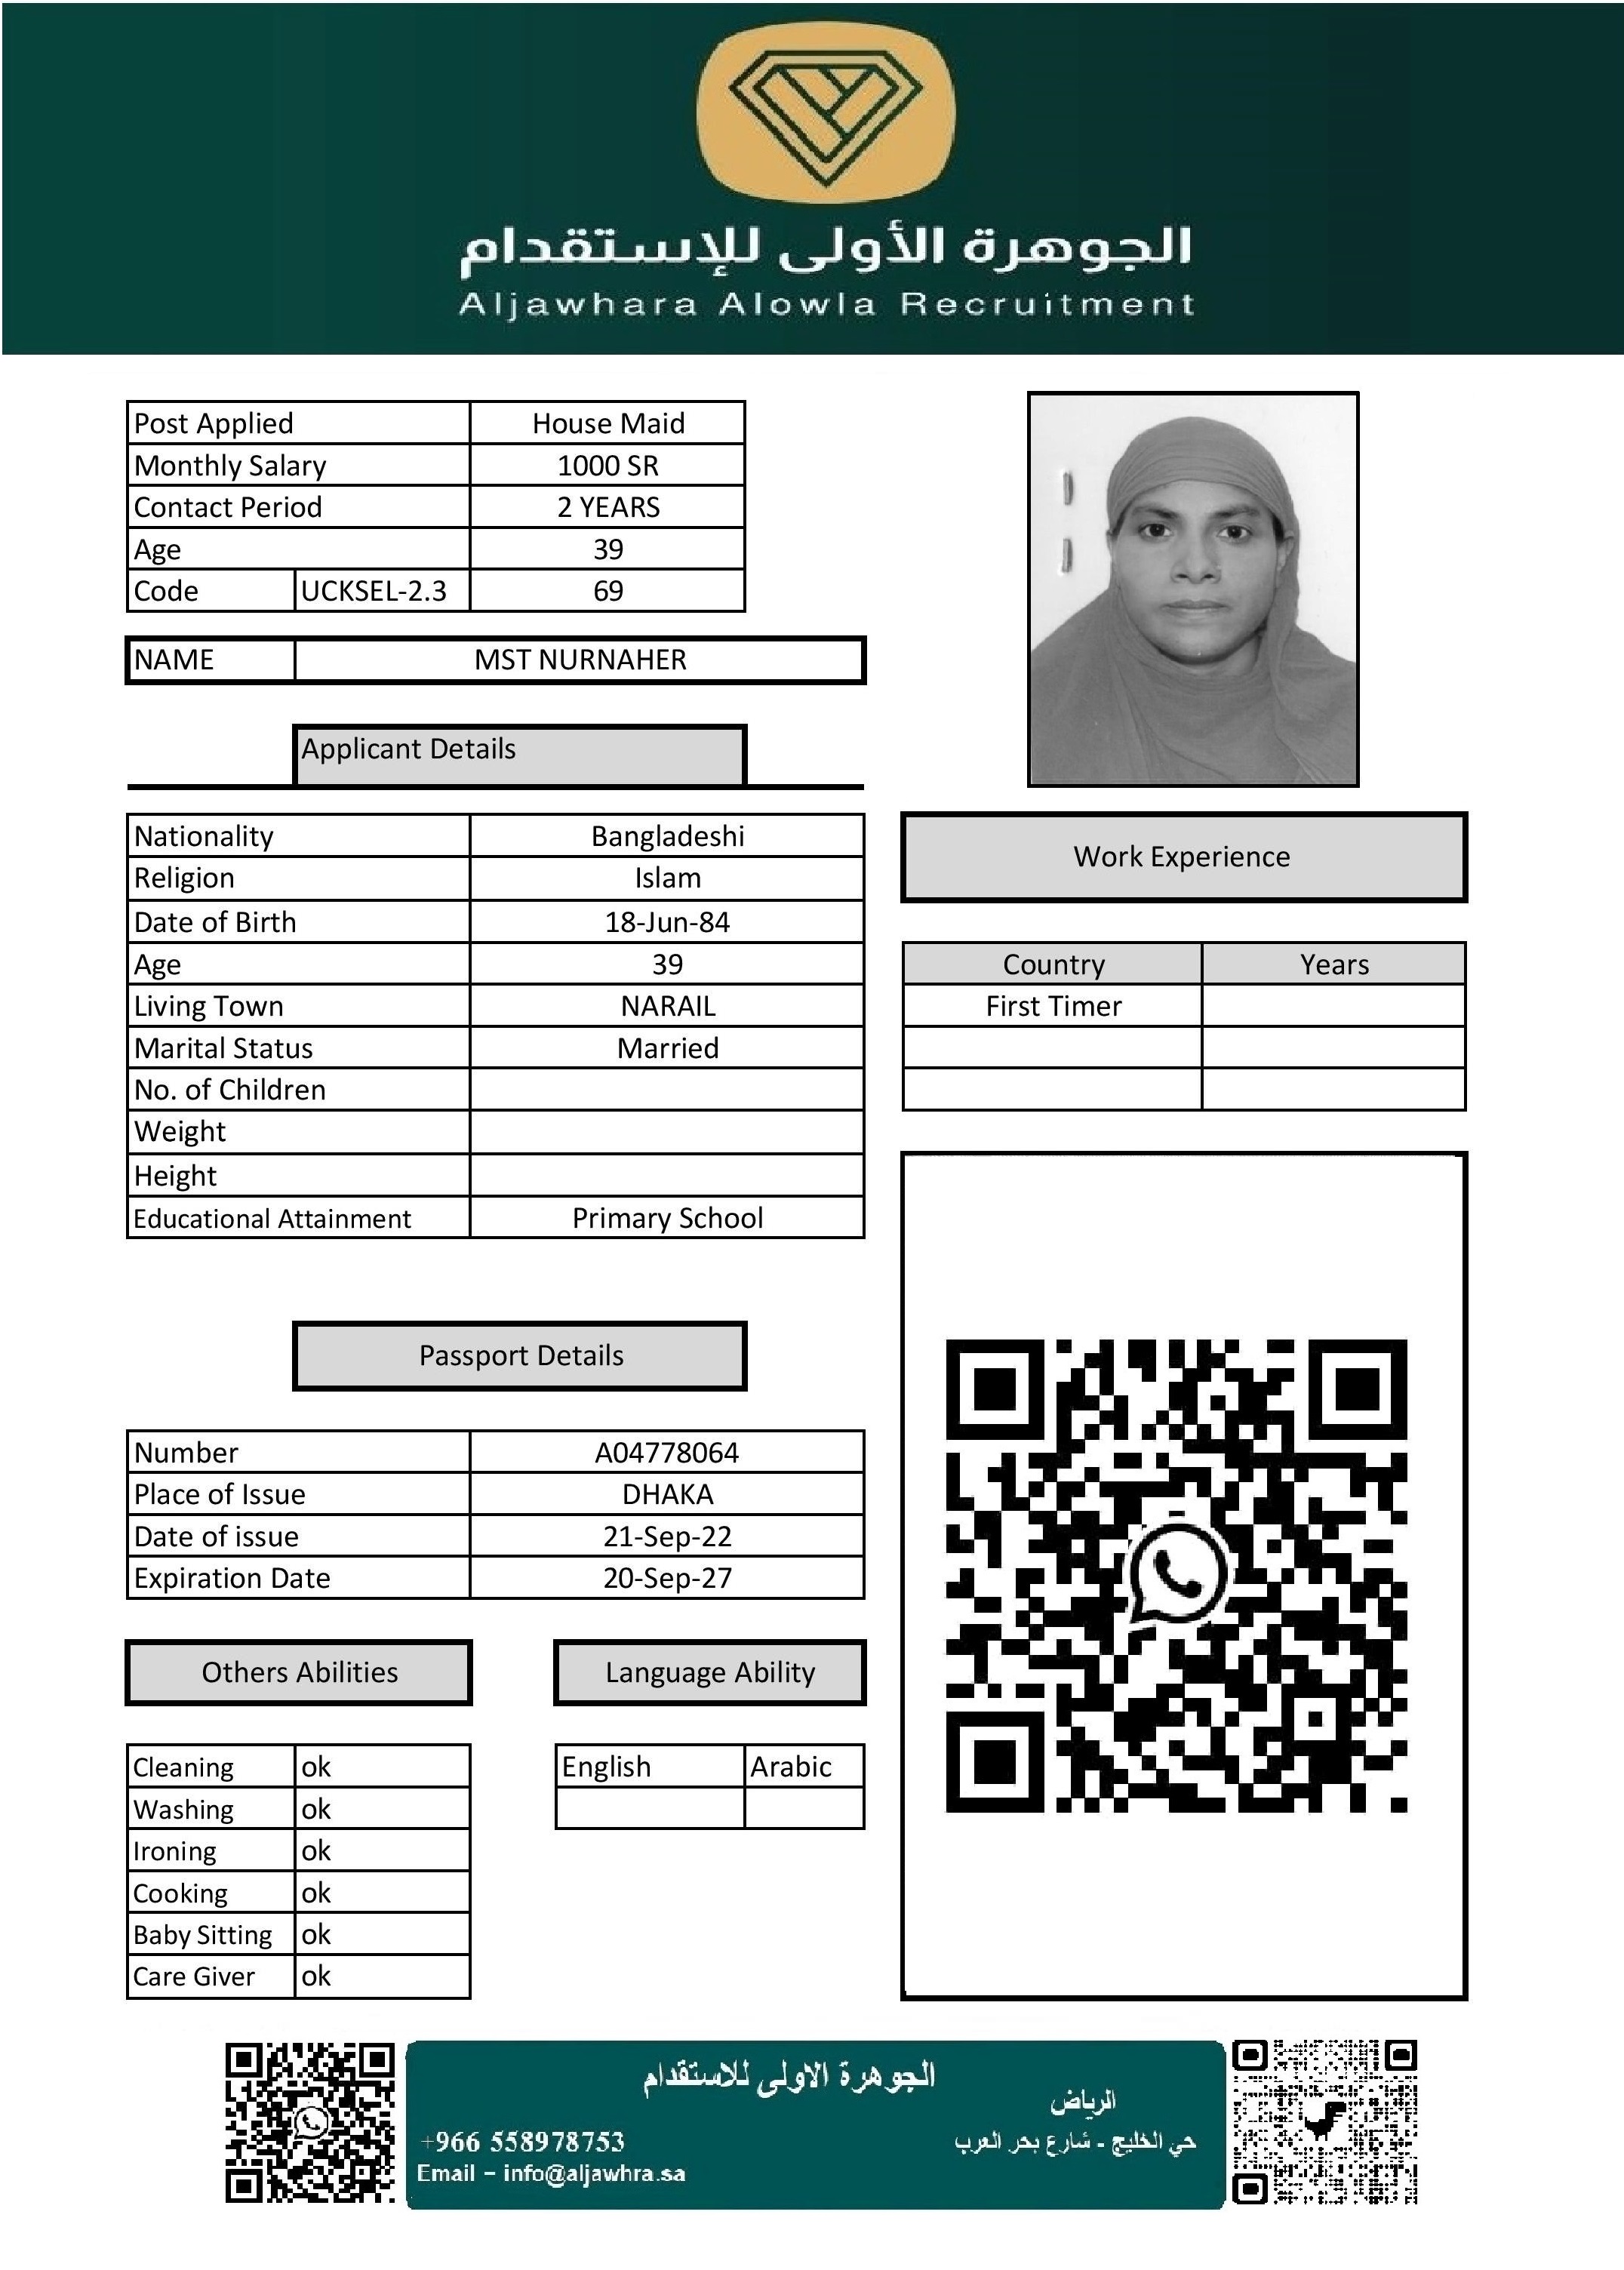 الجوهرة الأولى للإستقدام
Aljawhara Alowla Recruitment
Post Applied House Maid
Monthly Salary 1000 SR
Contact Period 2 YEARS
Age 39
Code UCKSEL-2.3 69
NAME MST NURNAHER
Applicant Details
Nationality Bangladeshi
Religion Islam
Date of Birth 18-Jun-84
Age 39
Living Town NARAIL
Marital Status Married
No. of Children
Weight
Height
Educational Attainment Primary School
Work Experience
Country Years
First Timer
Passport Details
Number A04778064
Place of Issue DHAKA
Date of issue 21-Sep-22
Expiration Date 20-Sep-27
Others Abilities
Cleaning ok
Washing ok
Ironing ok
Cooking ok
Baby Sitting ok
Care Giver ok
Language Ability
English Arabic
الجوهرة الاولى للاستقدام
الرياض
حي الخليج - شارع بحر العرب
+966 558978753
Email – info@aljawhra.sa